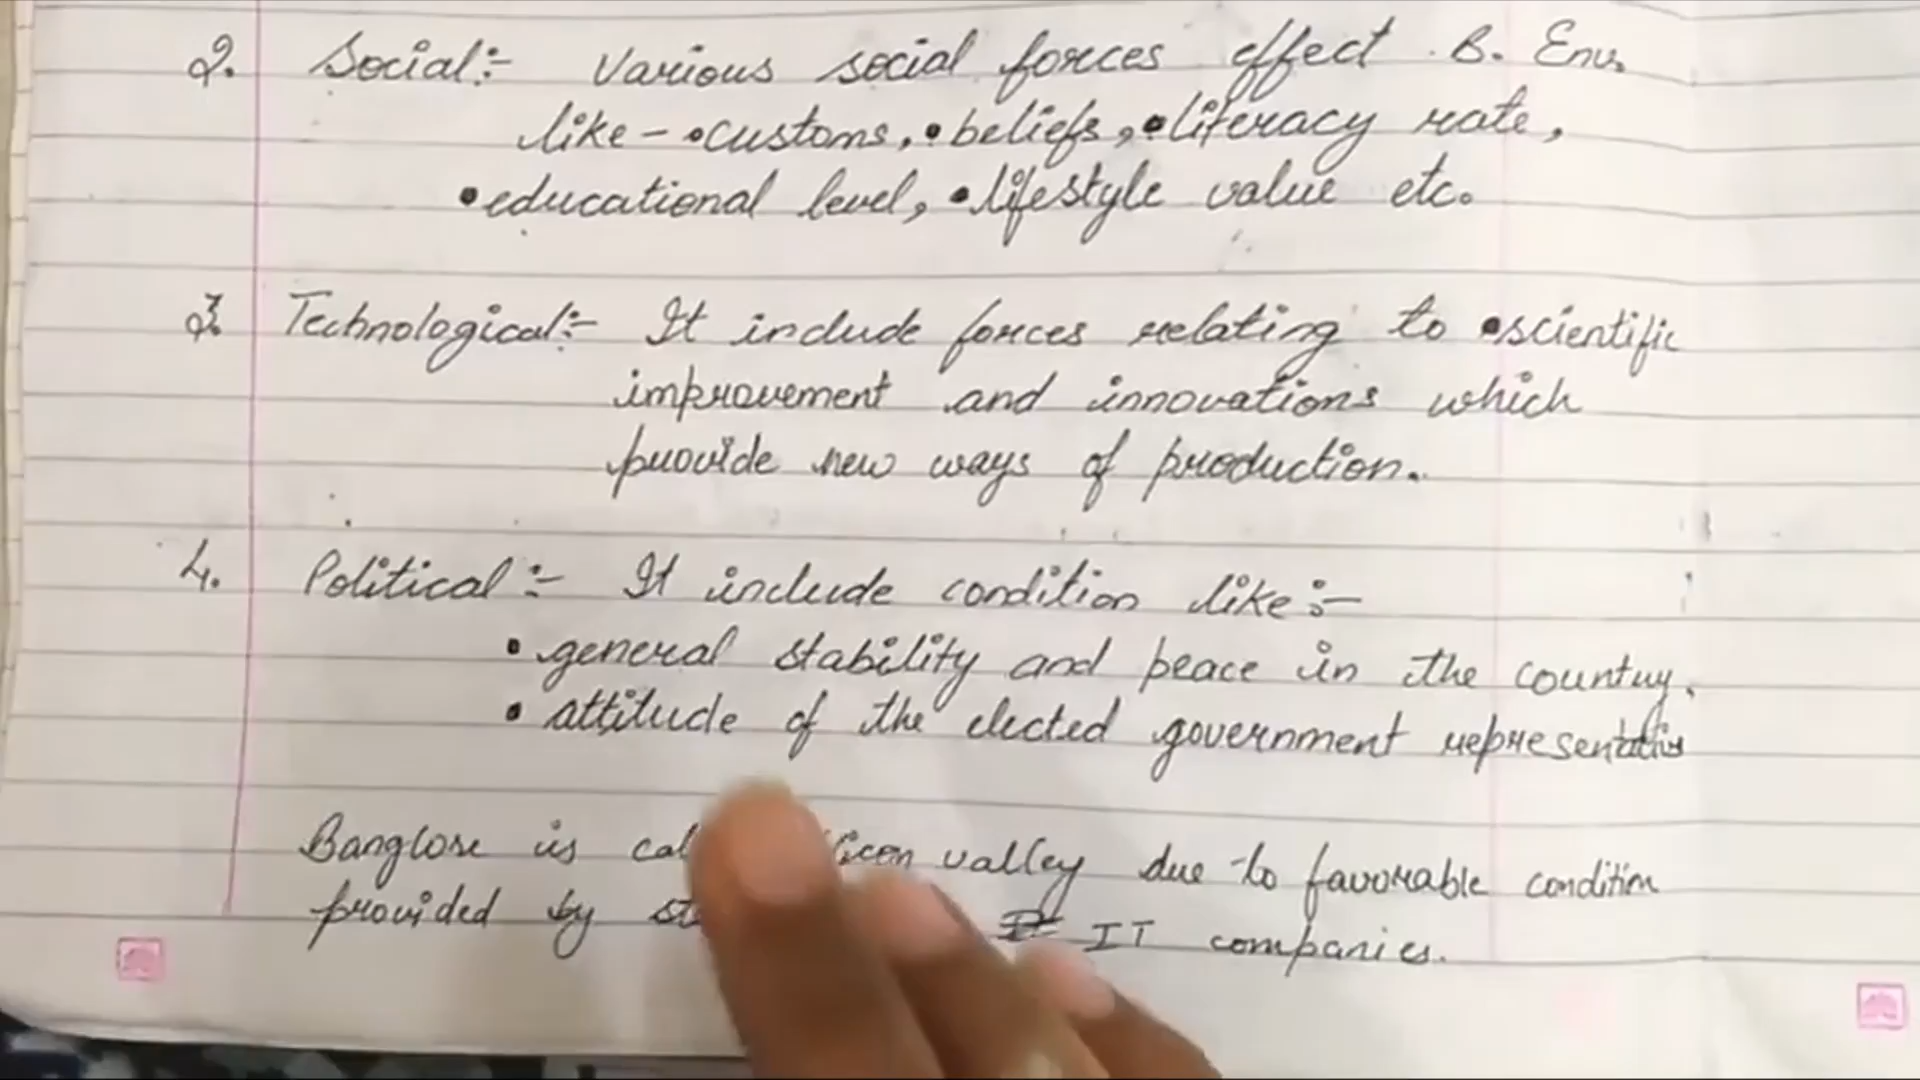 2. Social:- Various social forces effect B. Env.
like - •customs, •beliefs, •literacy rate,
•educational level, •lifestyle value etc.
3. Technological:- It include forces relating to •scientific
improvement and innovations which
provide new ways of production.
4. Political:- It include condition like:-
• general stability and peace in the country.
• attitude of the elected government
Banglore is valley due to favorable condition
provided by IT companies.